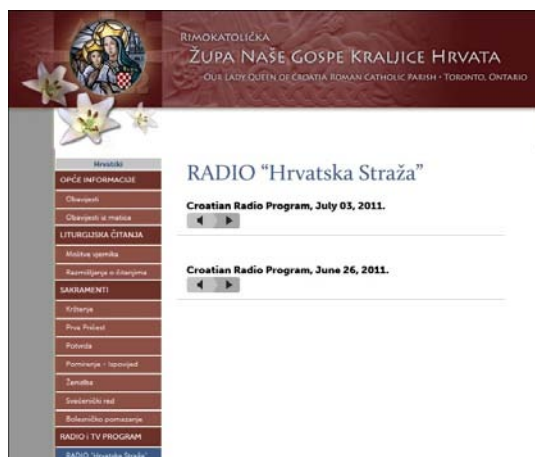 RIMOKATOLIČKA
ŽUPA NAŠE GOSPE KRALJICE HRVATA
OUR LADY QUEEN OF CROATIA ROMAN CATHOLIC PARISH • TORONTO, ONTARIO
Hrvatski
OPĆE INFORMACIJE
Obavijesti
Obavijesti iz matica
LITURGIJSKA ČITANJA
Molitva vjernika
Razmišljanja o čitanjima
SAKRAMENTI
Krštenje
Prva Pričest
Potvrda
Pomirenje - Ispovijed
Ženidba
Svećenički red
Bolesničko pomazanje
RADIO i TV PROGRAM
RADIO "Hrvatska Straža"
RADIO “Hrvatska Straža”
Croatian Radio Program, July 03, 2011.
Croatian Radio Program, June 26, 2011.